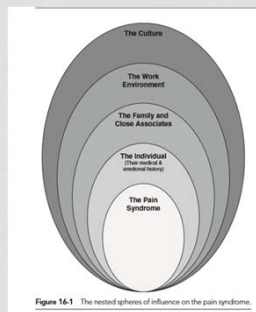 The Culture
The Work
Environment
The Family and
Close Associates
The Individual
(Their medical &
emotional history)
The Pain
Syndrome
Figure 16-1 The nested spheres of influence on the pain syndrome.